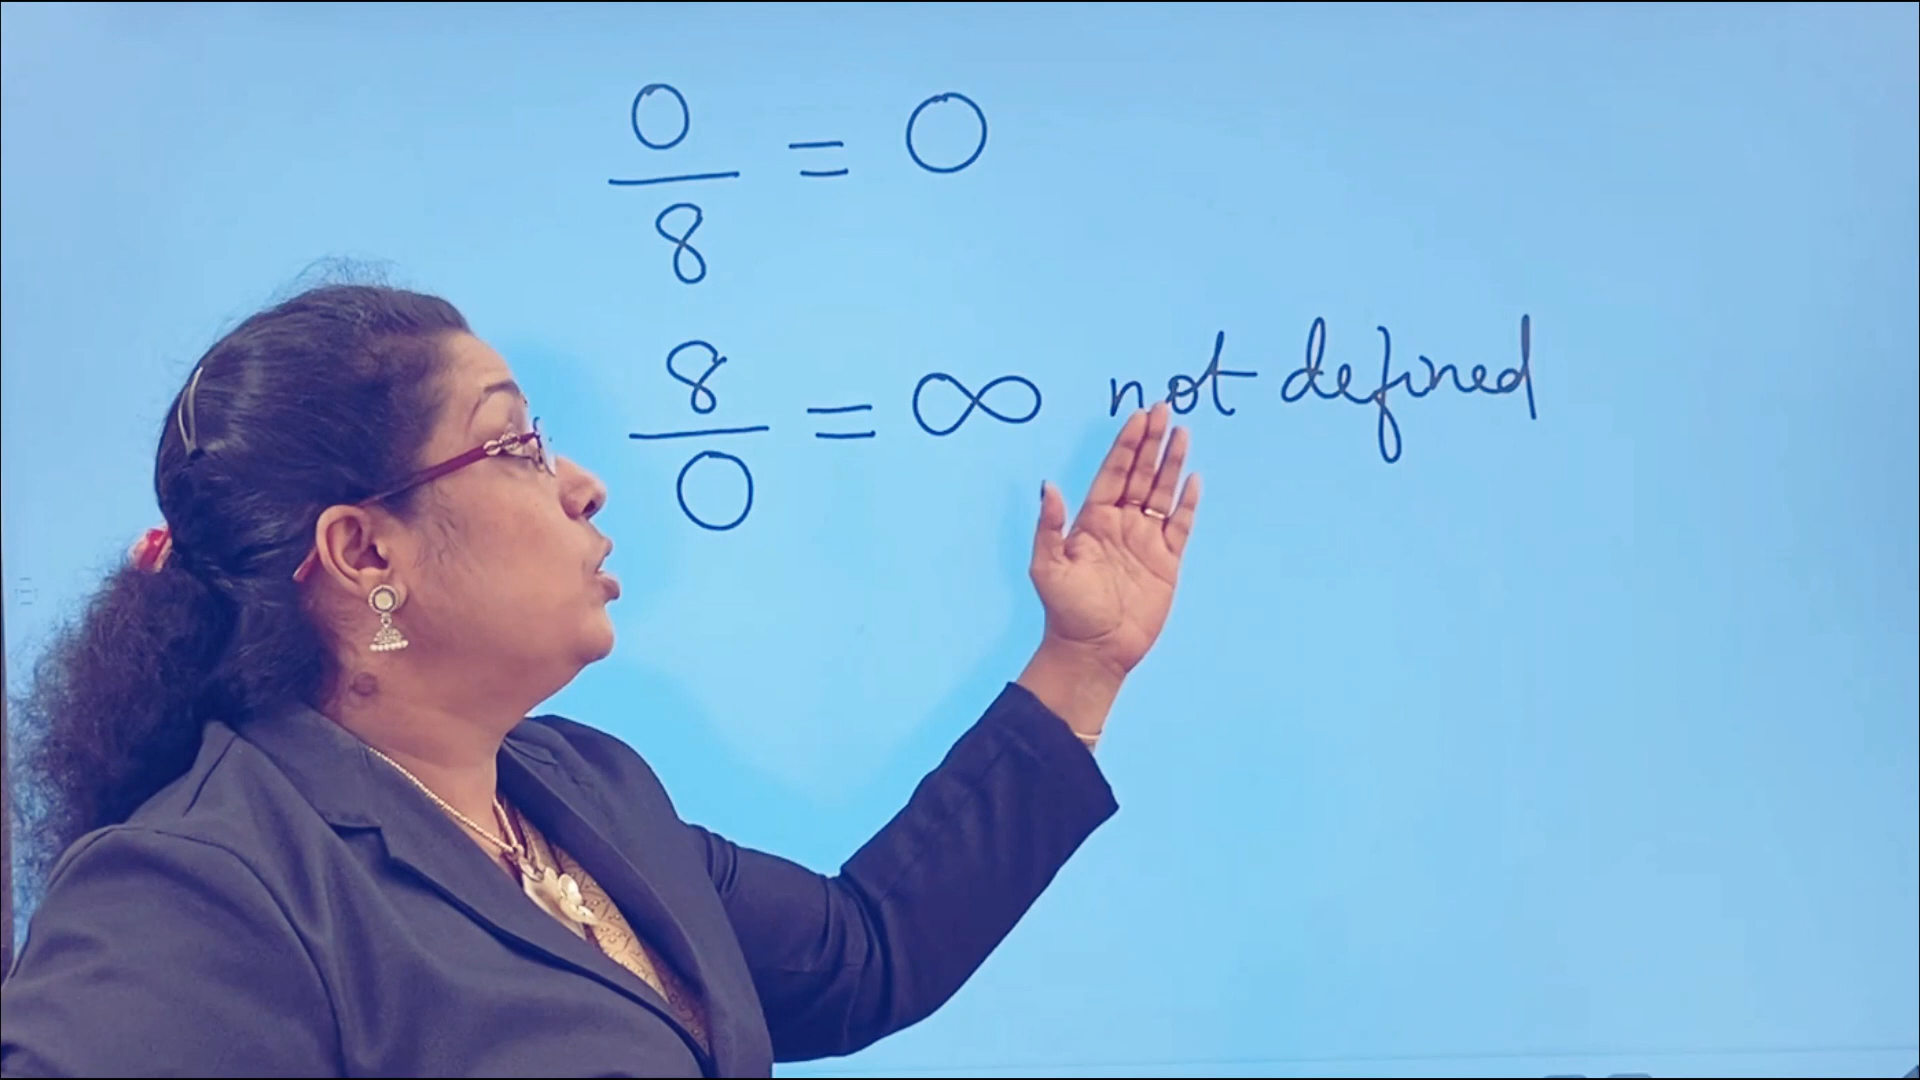 0/8 = 0
8/0 = ∞ not defined